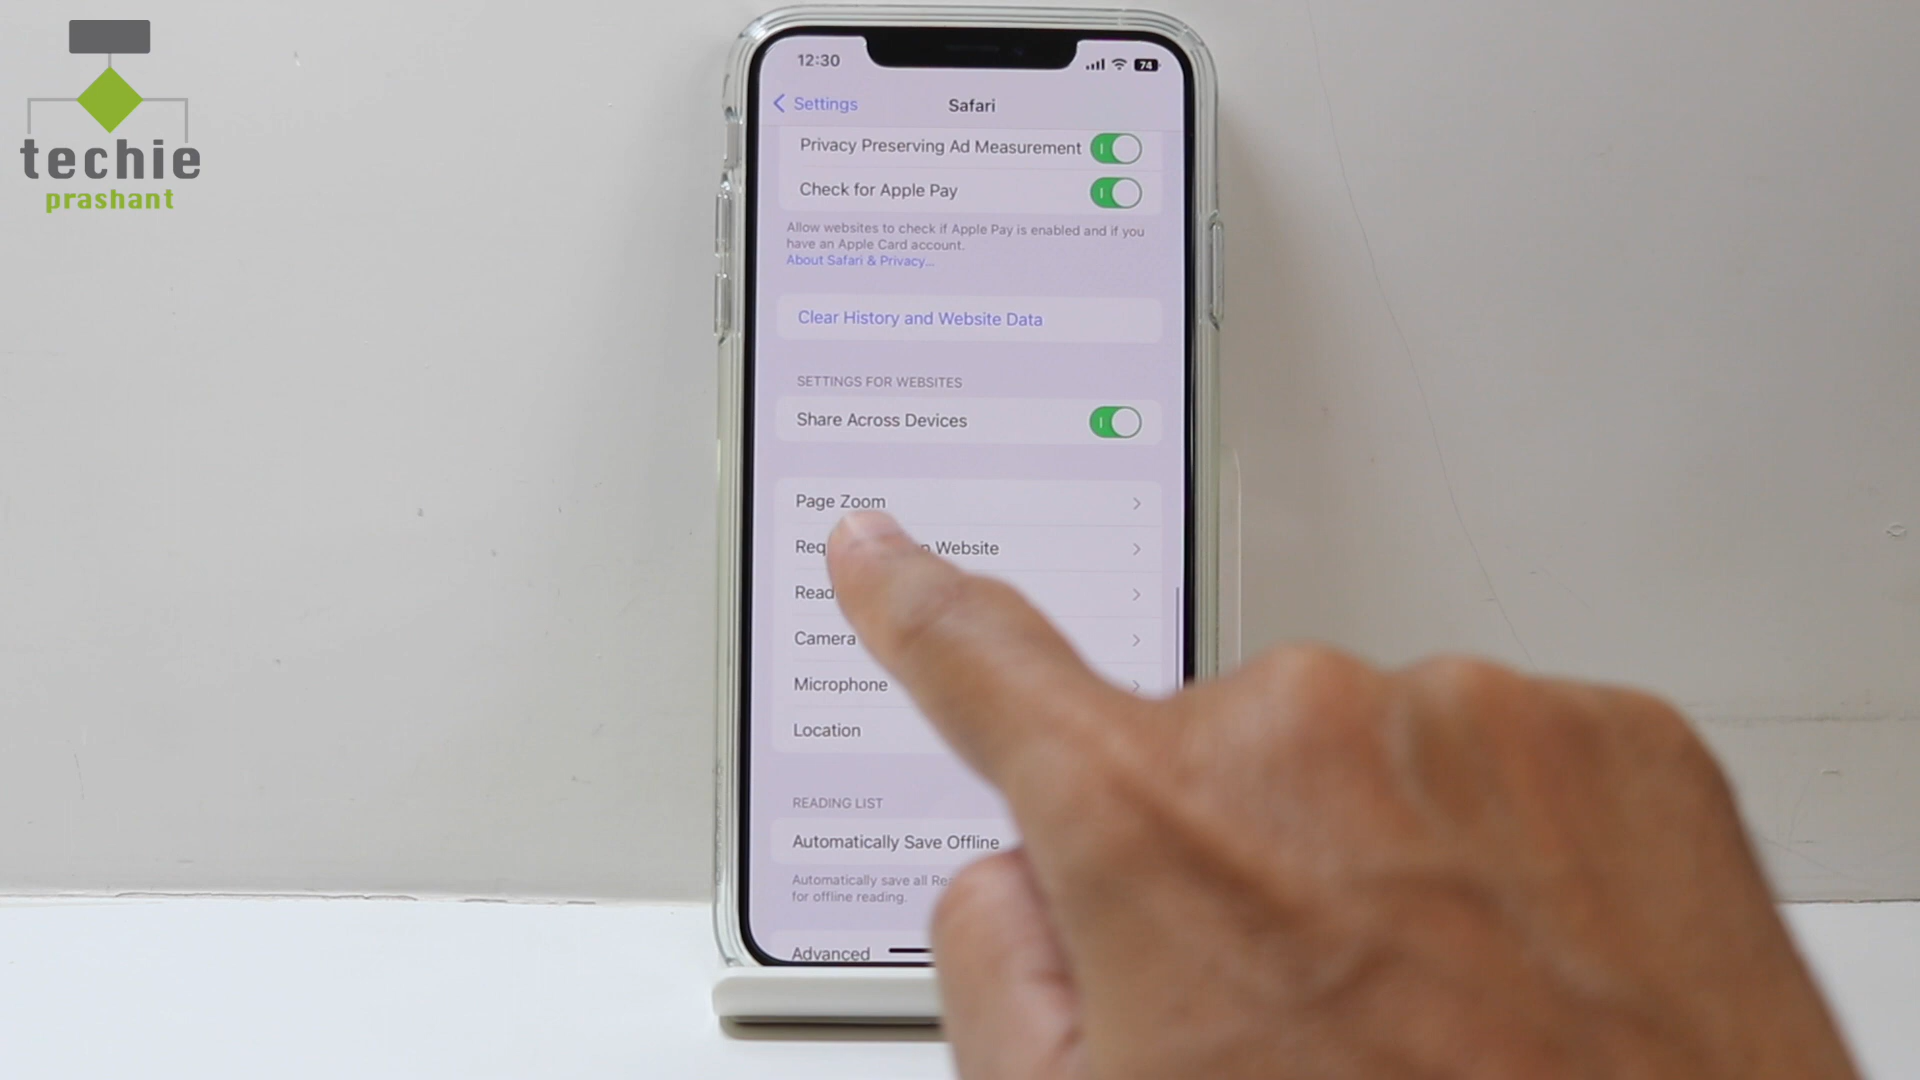 techie
prashant
12:30
74
Settings
Safari
Privacy Preserving Ad Measurement
Check for Apple Pay
Allow websites to check if Apple Pay is enabled and if you
have an Apple Card account.
About Safari & Privacy...
Clear History and Website Data
SETTINGS FOR WEBSITES
Share Across Devices
Page Zoom
Website
Camera
Microphone
Location
READING LIST
Automatically Save Offline
Automatically save all
for offline reading.
Advanced